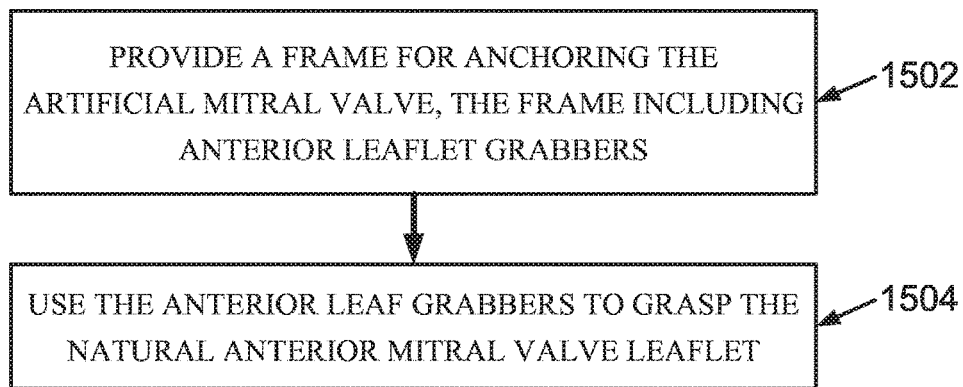 PROVIDE A FRAME FOR ANCHORING THE
ARTIFICIAL MITRAL VALVE, THE FRAME INCLUDING
ANTERIOR LEAFLET GRABBERS
1502
USE THE ANTERIOR LEAF GRABBERS TO GRASP THE
NATURAL ANTERIOR MITRAL VALVE LEAFLET
1504